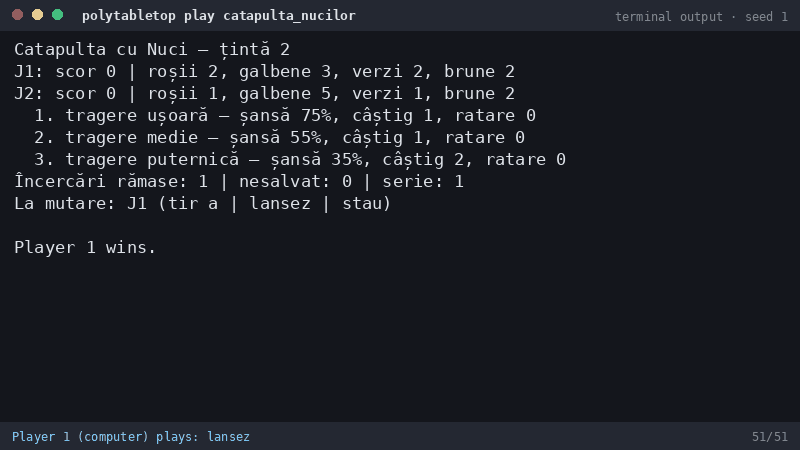 polytabletop play catapulta_nucilor
terminal output · seed 1
Catapulta cu Nuci — țintă 2
J1: scor 0 | roșii 2, galbene 3, verzi 2, brune 2
J2: scor 0 | roșii 1, galbene 5, verzi 1, brune 2
1. tragere ușoară — șansă 75%, câștig 1, ratare 0
2. tragere medie — șansă 55%, câștig 1, ratare 0
3. tragere puternică — șansă 35%, câștig 2, ratare 0
Încercări rămase: 1 | nesalvat: 0 | serie: 1
La mutare: J1 (tir a | lansez | stau)
Player 1 wins.
Player 1 (computer) plays: lansez
51/51